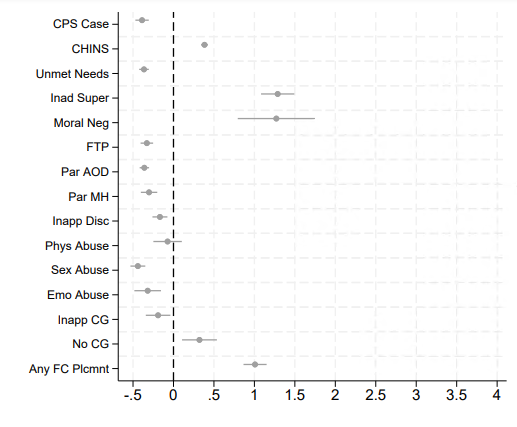 CPS Case
CHINS
Unmet Needs
Inad Super
Moral Neg
FTP
Par AOD
Par MH
Inapp Disc
Phys Abuse
Sex Abuse
Emo Abuse
Inapp CG
No CG
Any FC Plcmnt
-.5 0 .5 1 1.5 2 2.5 3 3.5 4